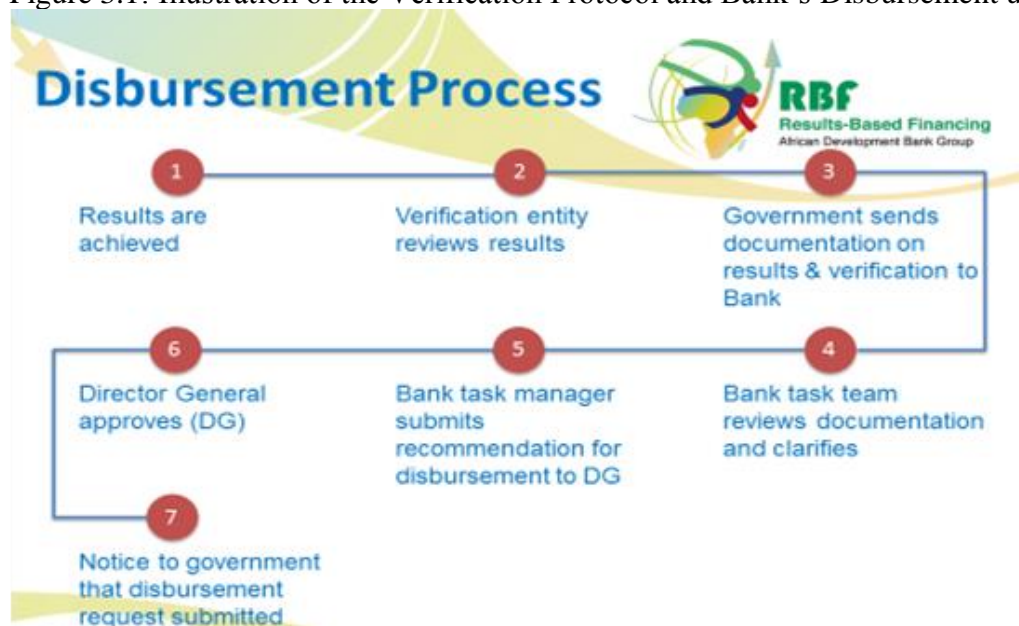 Figure 3.1: Illustration of the Verification Protocol and Bank's Disbursement
Disbursement Process
RBF
Results-Based Financing
African Development Bank Group
1
2
3
Results are
achieved
Verification entity
reviews results
Government sends
documentation on
results & verification to
Bank
6
5
4
Director General
approves (DG)
Bank task manager
submits
recommendation for
disbursement to DG
Bank task team
reviews documentation
and clarifies
7
Notice to government
that disbursement
request submitted